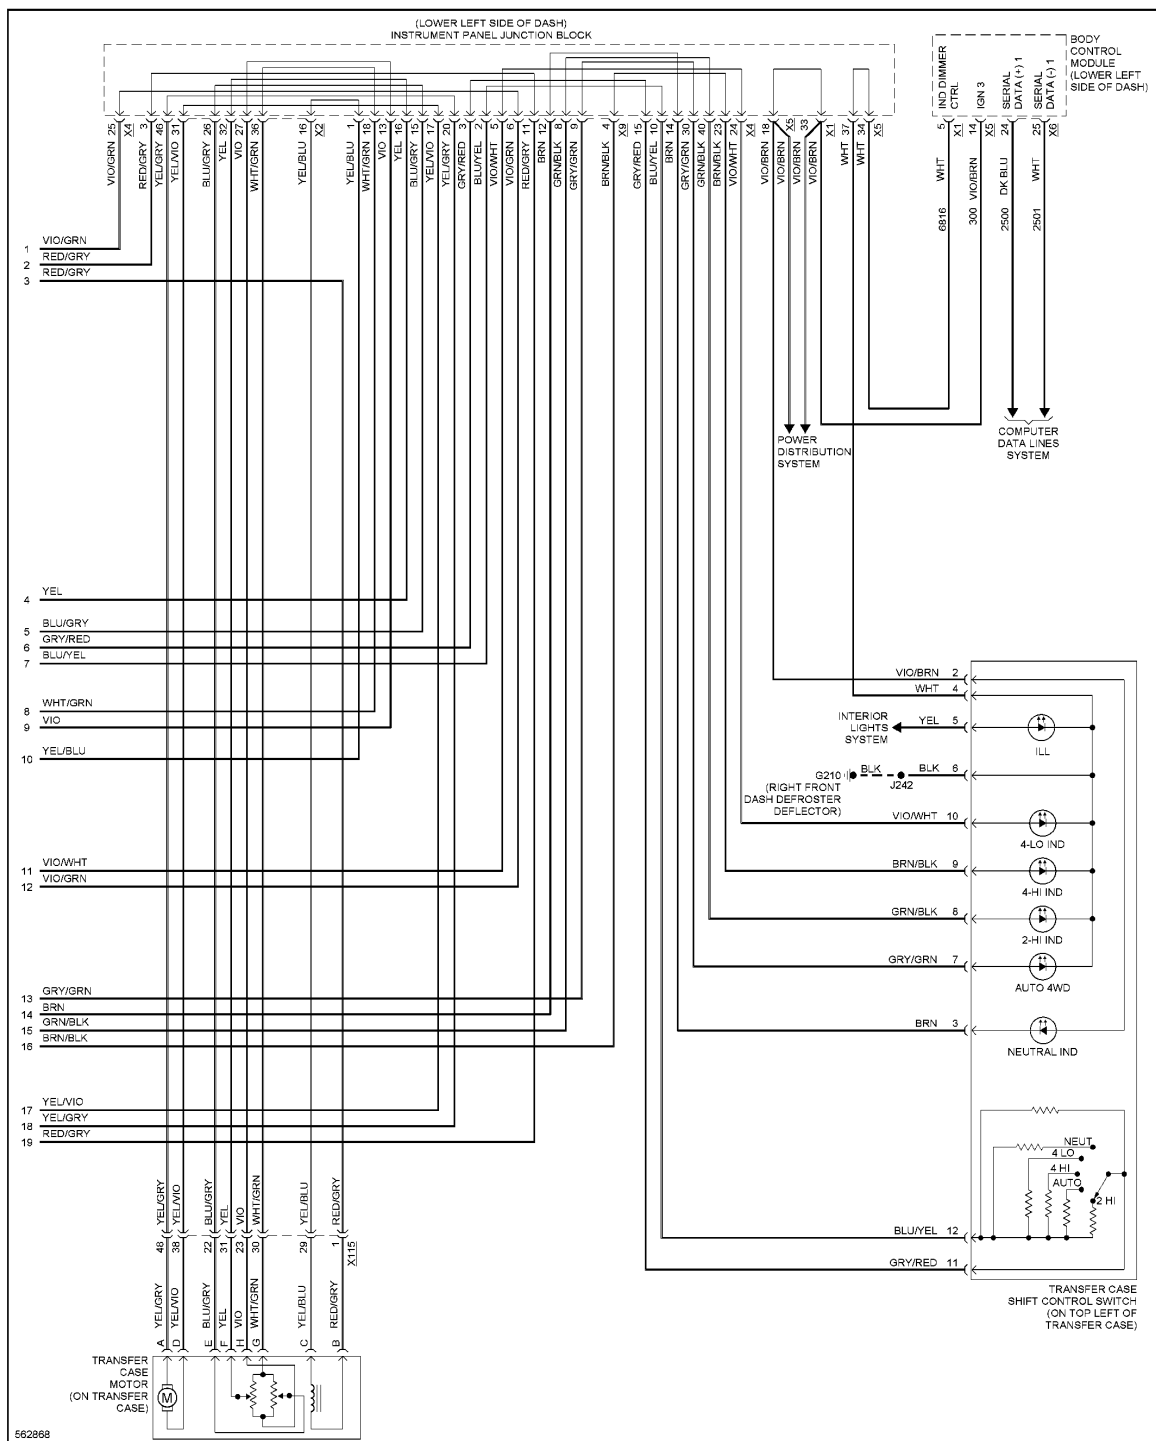 (LOWER LEFT SIDE OF DASH)
INSTRUMENT PANEL JUNCTION BLOCK
BODY
CONTROL
MODULE
(LOWER LEFT
SIDE OF DASH)
IND DIMMER
CTRL
IGN 3
SERIAL
DATA (+) 1
SERIAL
DATA (-) 1
25
X4
3
46
31
26
32
27
36
16
X2
1
18
13
16
15
17
20
3
2
5
6
11
12
8
9
4
X9
15
10
14
30
40
23
24
X4
18
X5
33
X1
37
34
X5
5
X1
14
X5
24
25
X6
VIO/GRN
RED/GRY
YEL/GRY
YEL/VIO
BLU/GRY
YEL
VIO
WHT/GRN
YEL/BLU
YEL/BLU
WHT/GRN
VIO
YEL
BLU/GRY
YEL/VIO
YEL/GRY
GRY/RED
BLU/YEL
VIO/WHT
VIO/GRN
RED/GRY
BRN
GRN/BLK
GRY/GRN
BRN/BLK
GRY/RED
BLU/YEL
BRN
GRY/GRN
GRN/BLK
BRN/BLK
VIO/WHT
VIO/BRN
VIO/BRN
VIO/BRN
VIO/BRN
WHT
WHT
6816 WHT
300 VIO/BRN
2500 DK BLU
2501 WHT
1 VIO/GRN
2 RED/GRY
3 RED/GRY
POWER
DISTRIBUTION
SYSTEM
COMPUTER
DATA LINES
SYSTEM
4 YEL
5 BLU/GRY
6 GRY/RED
7 BLU/YEL
8 WHT/GRN
9 VIO
10 YEL/BLU
11 VIO/WHT
12 VIO/GRN
13 GRY/GRN
14 BRN
15 GRN/BLK
16 BRN/BLK
17 YEL/VIO
18 YEL/GRY
19 RED/GRY
VIO/BRN 2
WHT 4
INTERIOR
LIGHTS
SYSTEM
YEL 5
ILL
G210
(RIGHT FRONT
DASH DEFROSTER
DEFLECTOR)
BLK
J242
BLK 6
VIO/WHT 10
4-LO IND
BRN/BLK 9
4-HI IND
GRN/BLK 8
2-HI IND
GRY/GRN 7
AUTO 4WD
BRN 3
NEUTRAL IND
NEUT
4 LO
4 HI
AUTO
2 HI
BLU/YEL 12
GRY/RED 11
TRANSFER CASE
SHIFT CONTROL SWITCH
(ON TOP LEFT OF
TRANSFER CASE)
YEL/GRY
YEL/VIO
BLU/GRY
YEL
VIO
WHT/GRN
YEL/BLU
RED/GRY
48
38
22
31
23
30
29
1
X115
A YEL/GRY
D YEL/VIO
E BLU/GRY
F YEL
H VIO
G WHT/GRN
C YEL/BLU
B RED/GRY
TRANSFER
CASE
MOTOR
(ON TRANSFER
CASE)
M
562868